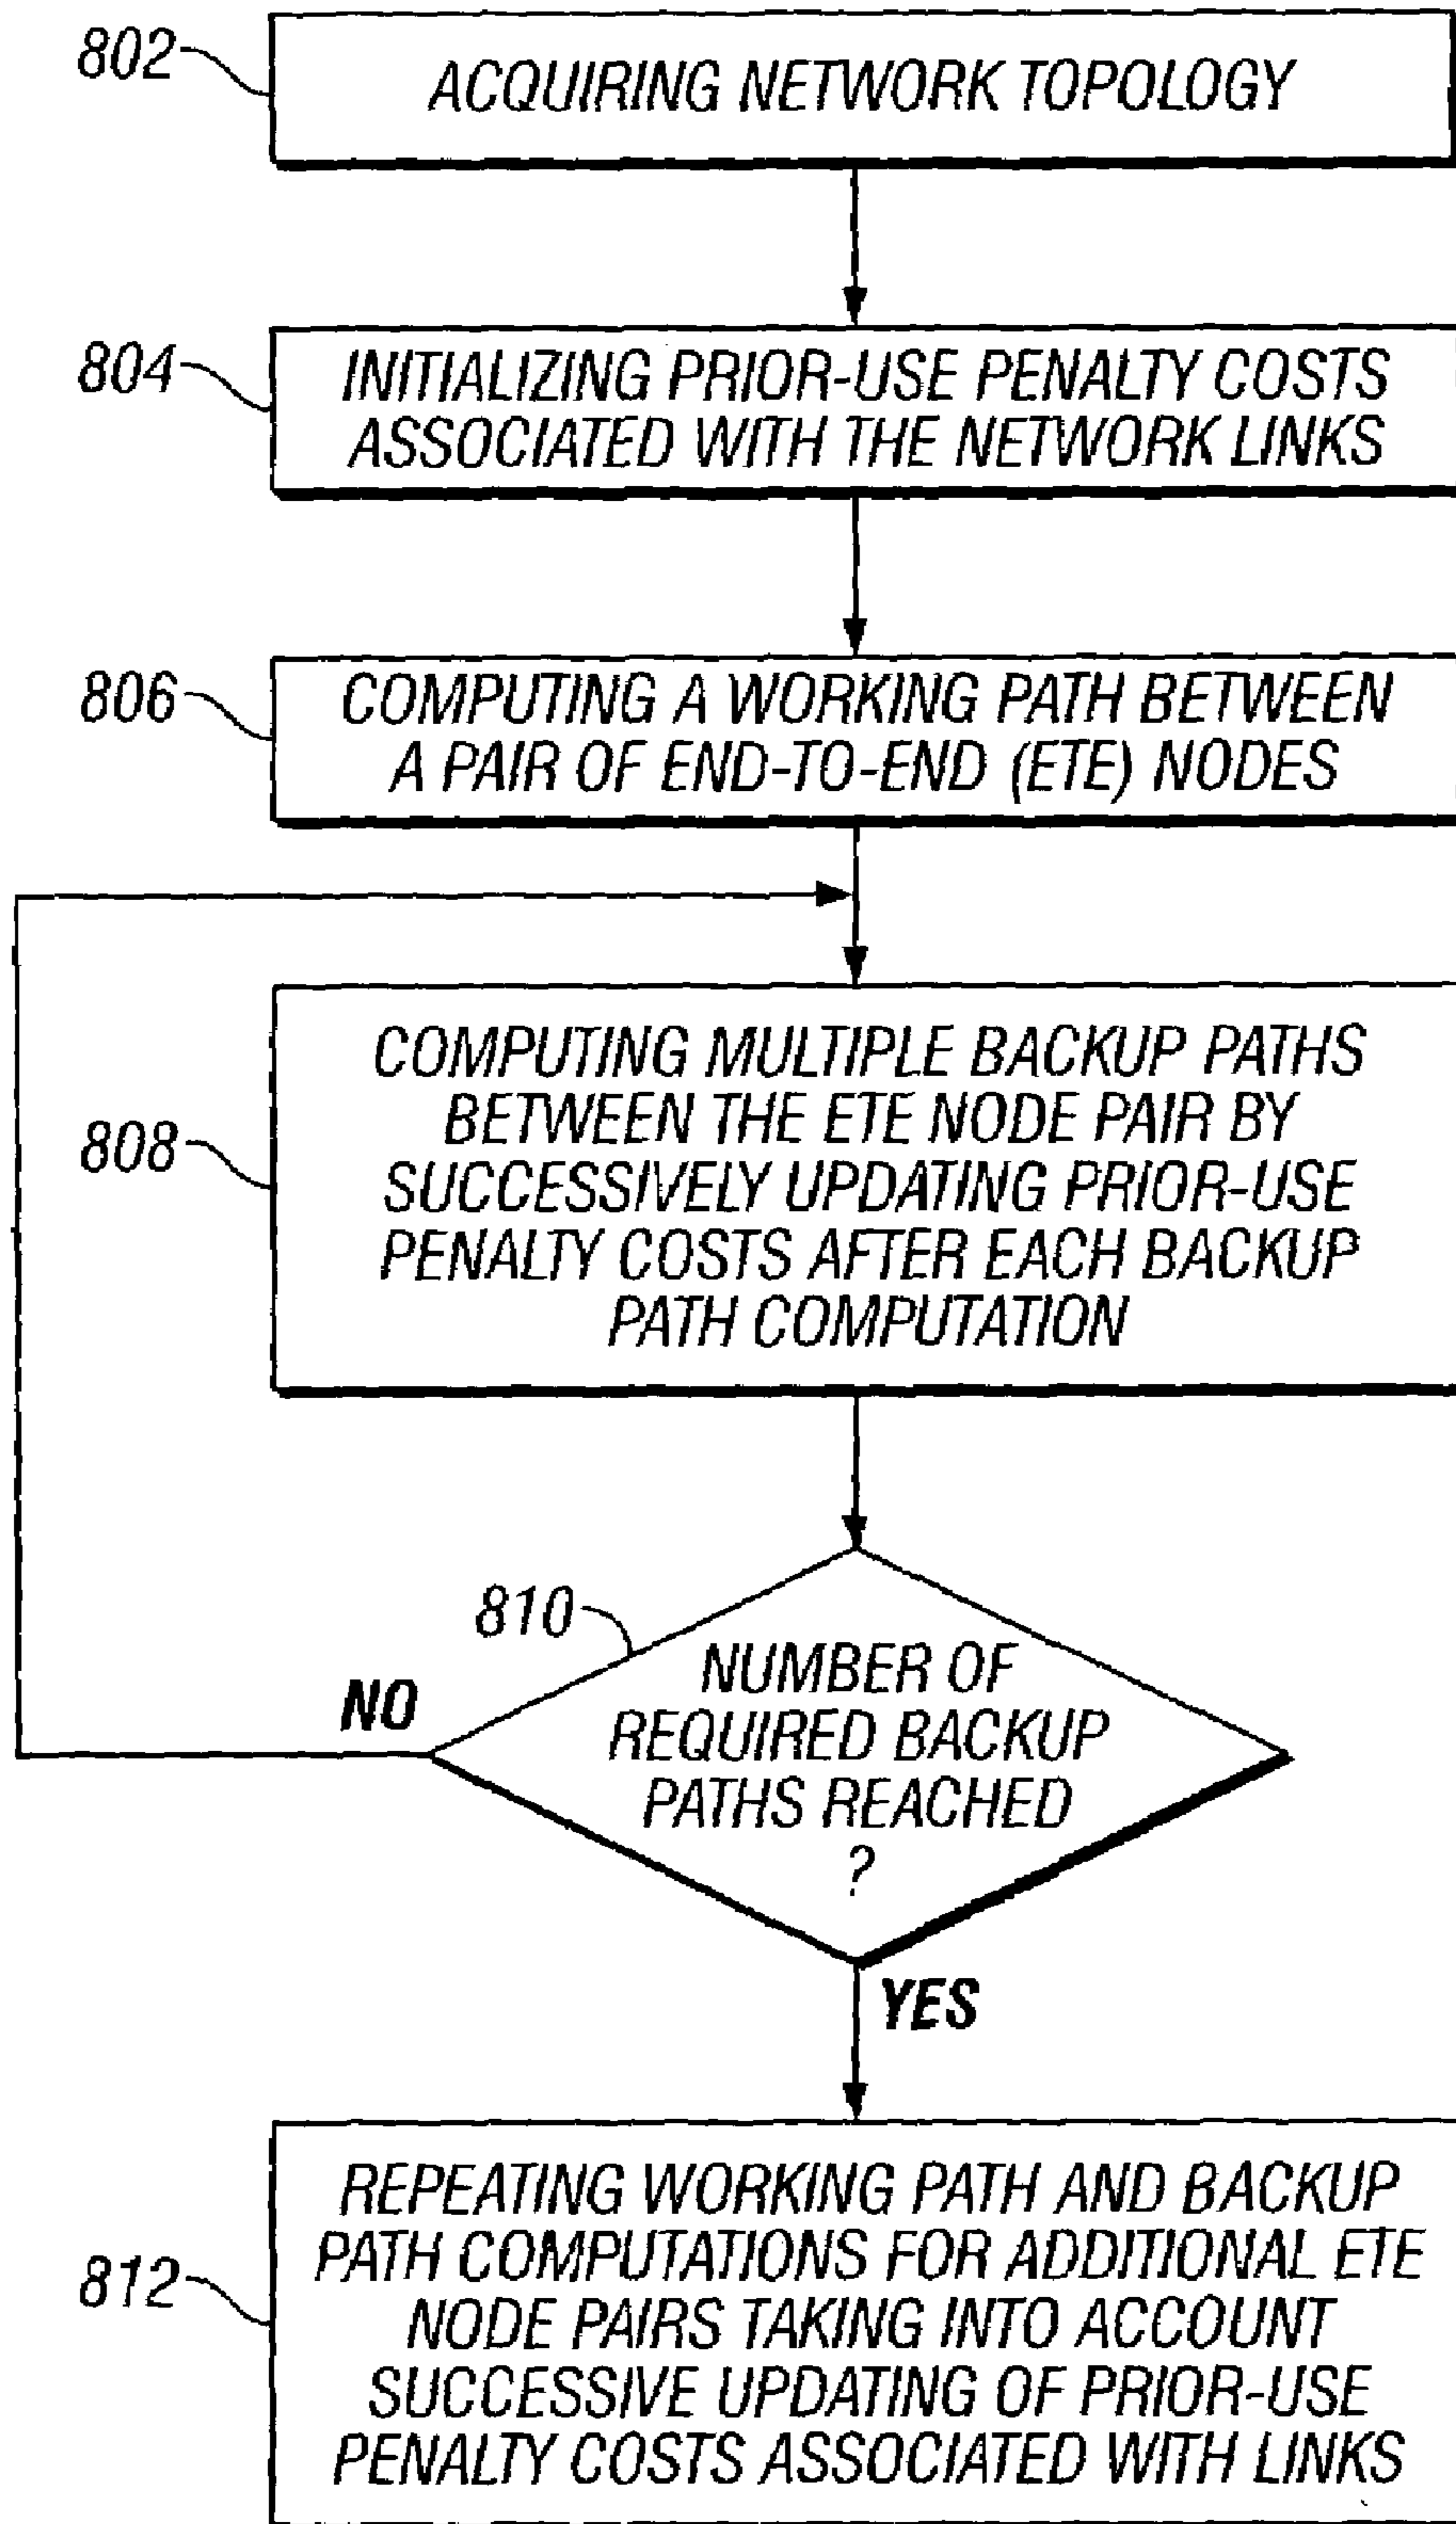 802
ACQUIRING NETWORK TOPOLOGY
804
INITIALIZING PRIOR-USE PENALTY COSTS
ASSOCIATED WITH THE NETWORK LINKS
806
COMPUTING A WORKING PATH BETWEEN
A PAIR OF END-TO-END (ETE) NODES
808
COMPUTING MULTIPLE BACKUP PATHS
BETWEEN THE ETE NODE PAIR BY
SUCCESSIVELY UPDATING PRIOR-USE
PENALTY COSTS AFTER EACH BACKUP
PATH COMPUTATION
810
NUMBER OF
REQUIRED BACKUP
PATHS REACHED
?
NO
YES
812
REPEATING WORKING PATH AND BACKUP
PATH COMPUTATIONS FOR ADDITIONAL ETE
NODE PAIRS TAKING INTO ACCOUNT
SUCCESSIVE UPDATING OF PRIOR-USE
PENALTY COSTS ASSOCIATED WITH LINKS